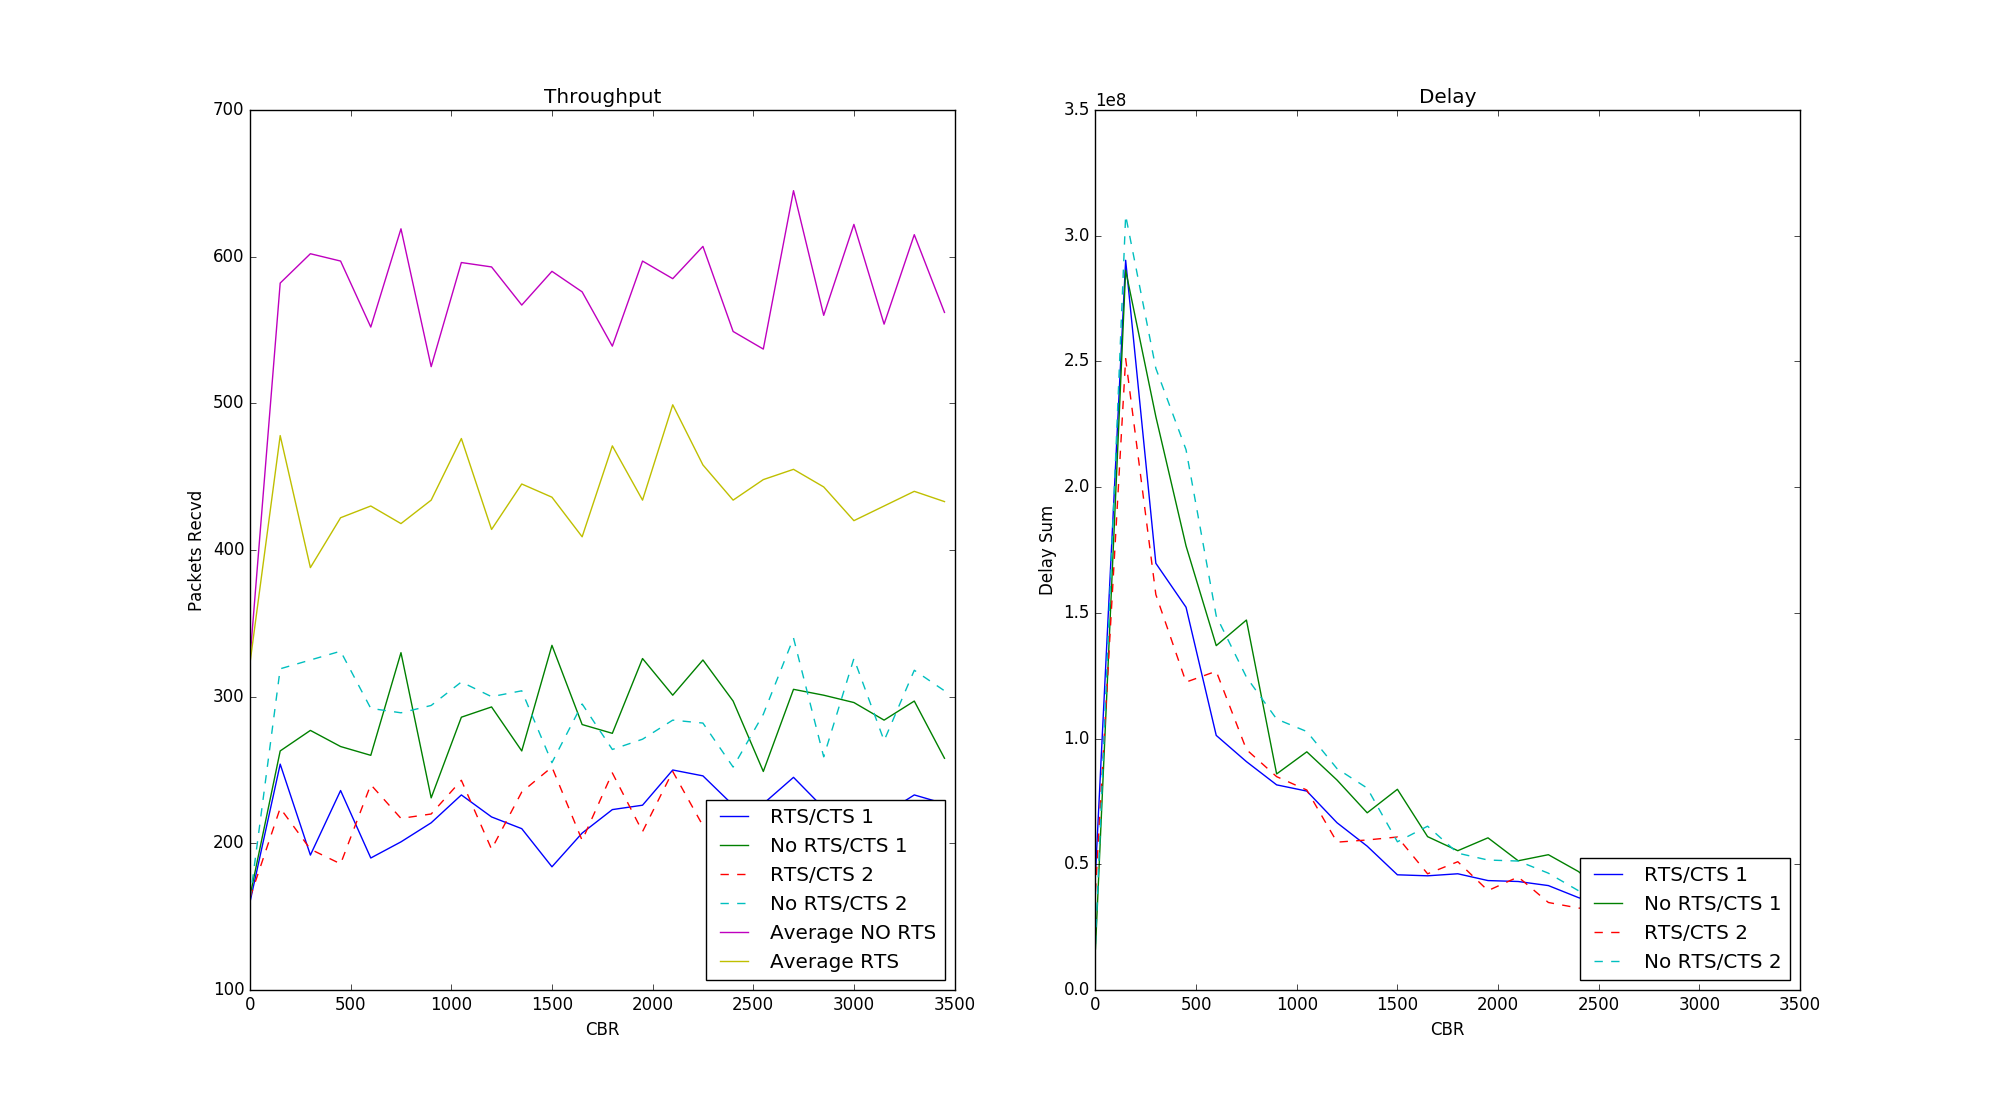 Throughput
700
600
500
400
300
200
100
Packets Recvd
0
500
1000
1500
2000
2500
3000
3500
CBR
RTS/CTS 1
No RTS/CTS 1
RTS/CTS 2
No RTS/CTS 2
Average NO RTS
Average RTS
Delay
1e8
3.5
3.0
2.5
2.0
1.5
1.0
0.5
0.0
Delay Sum
0
500
1000
1500
2000
2500
3000
3500
CBR
RTS/CTS 1
No RTS/CTS 1
RTS/CTS 2
No RTS/CTS 2